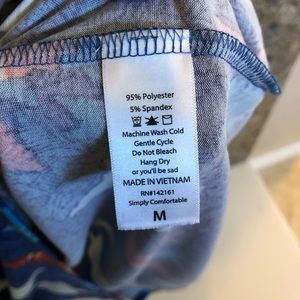 95% Polyester
5% Spandex
Machine Wash Cold
Gentle Cycle
Do Not Bleach
Hang Dry
or you'll be sad
MADE IN VIETNAM
RN#142161
Simply Comfortable
M